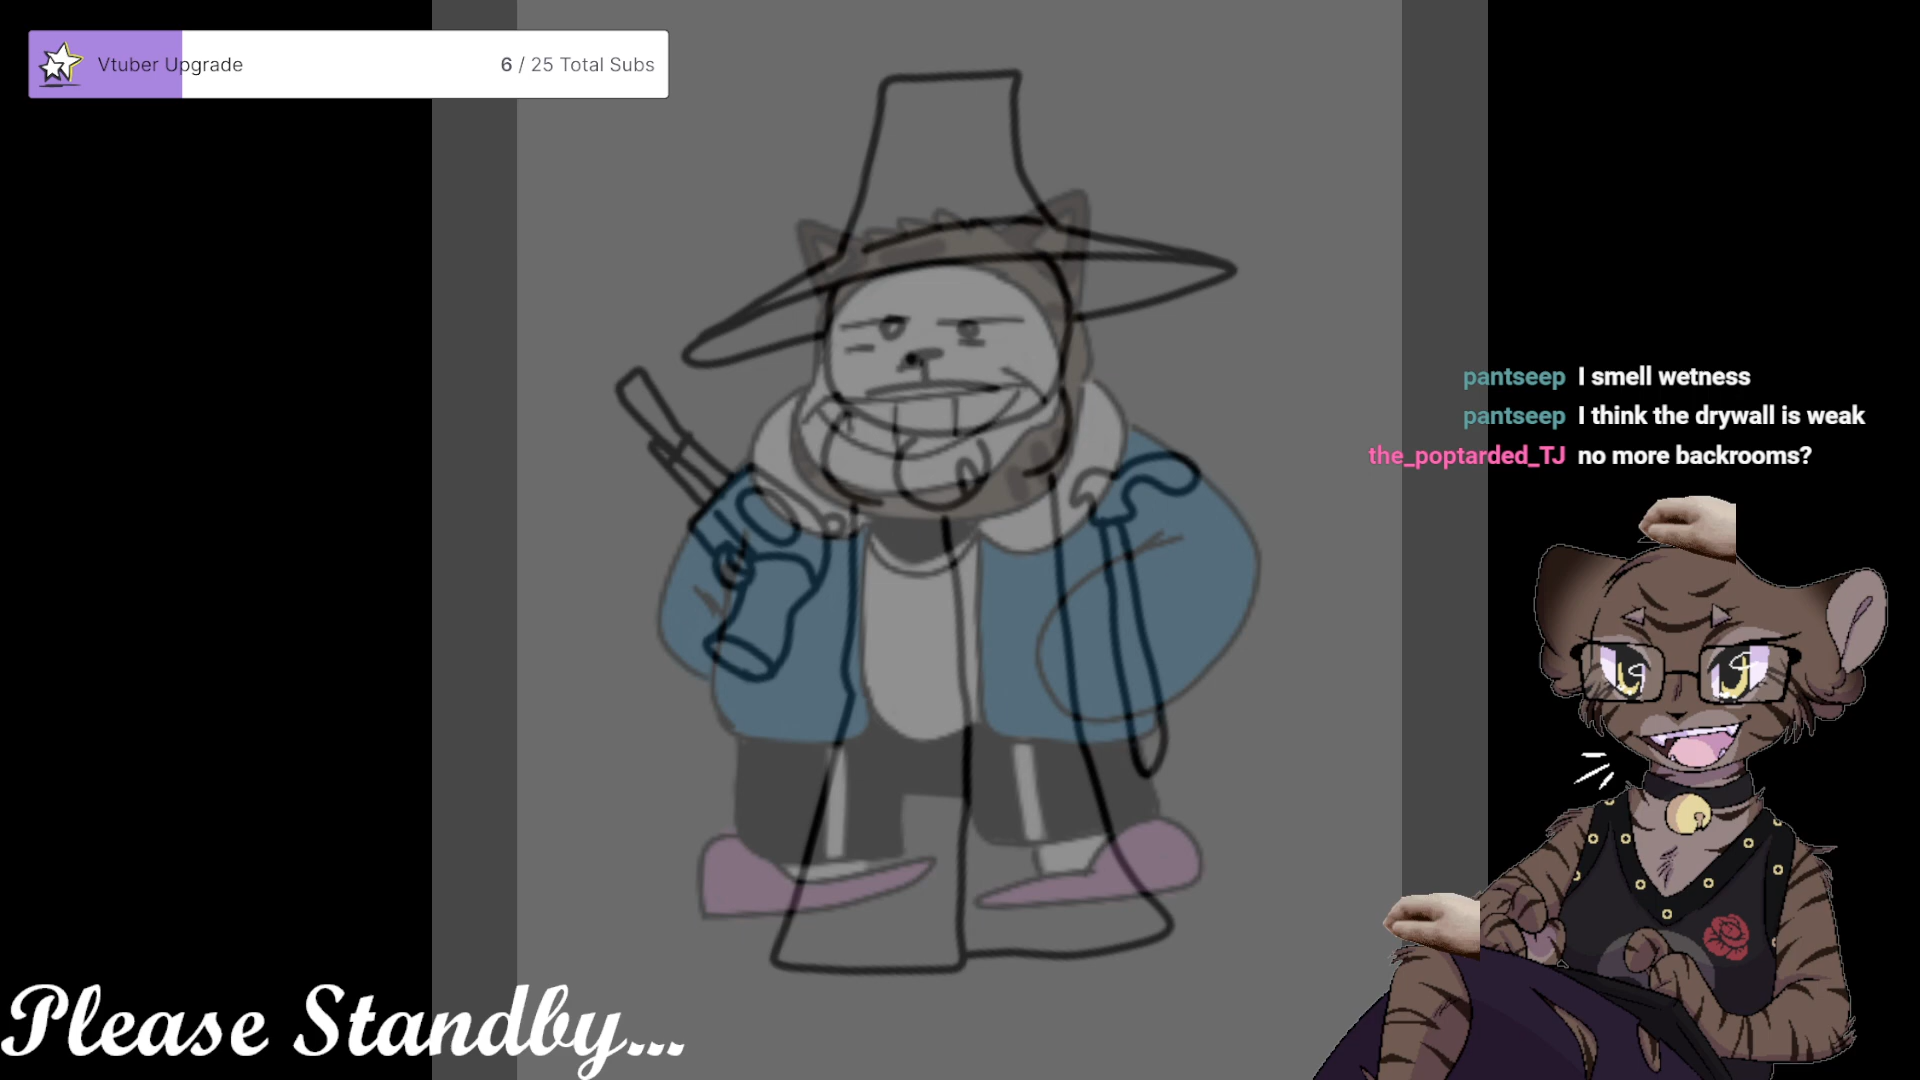 Vtuber Upgrade 6 / 25 Total Subs
pantseep I smell wetness
pantseep I think the drywall is weak
the_poptarded_TJ no more backrooms?
Please Standby...